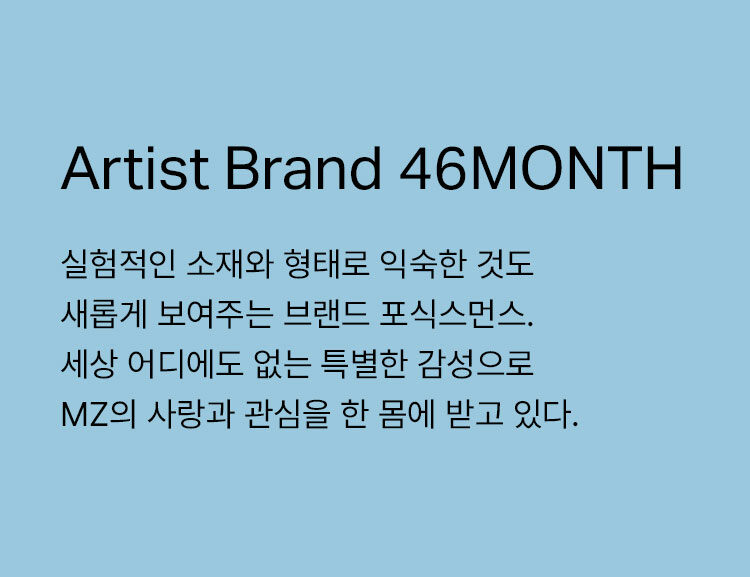 Artist Brand 46MONTH
실험적인 소재와 형태로 익숙한 것도
새롭게 보여주는 브랜드 포식스먼스.
세상 어디에도 없는 특별한 감성으로
MZ의 사랑과 관심을 한 몸에 받고 있다.